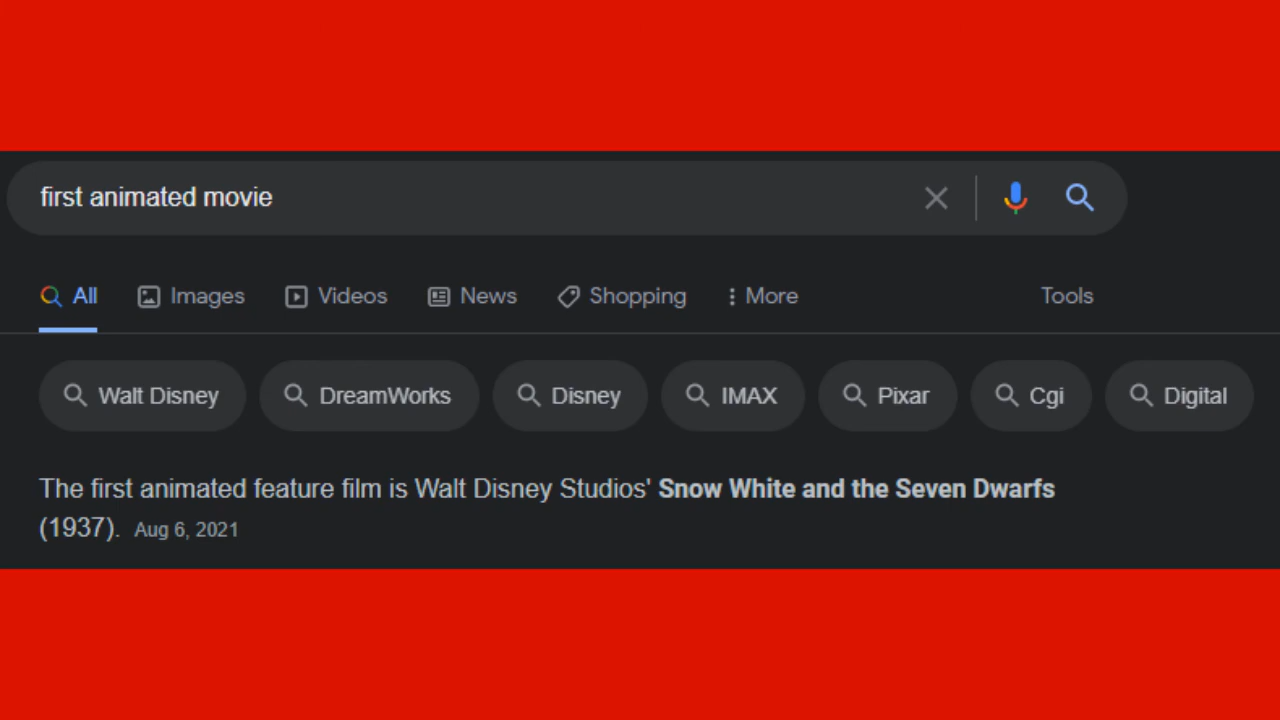 first animated movie
All Images Videos News Shopping More Tools
Walt Disney DreamWorks Disney IMAX Pixar Cgi Digital
The first animated feature film is Walt Disney Studios' Snow White and the Seven Dwarfs
(1937). Aug 6, 2021